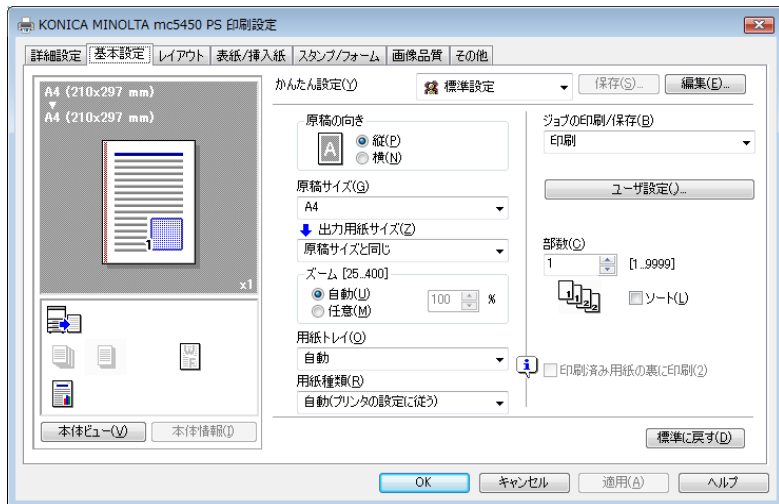 KONICA MINOLTA mc5450 PS 印刷設定
詳細設定 基本設定 レイアウト 表紙/挿入紙 スタンプ/フォーム 画像品質 その他
A4 (210x297 mm)
A4 (210x297 mm)
1
x1
W
F
本体ビュー(V) 本体情報(I)
かんたん設定(Y) 標準設定 保存(S)... 編集(E)...
原稿の向き
A
縦(P)
横(N)
原稿サイズ(G)
A4
出力用紙サイズ(Z)
原稿サイズと同じ
ズーム [25..400]
自動(U)
任意(M)
100 %
用紙トレイ(O)
自動
用紙種類(R)
自動(プリンタの設定に従う)
ジョブの印刷/保存(B)
印刷
ユーザ設定()...
部数(C)
1 [1..9999]
1 1 2 2
ソート(L)
i
印刷済み用紙の裏に印刷(2)
標準に戻す(D)
OK キャンセル 適用(A) ヘルプ